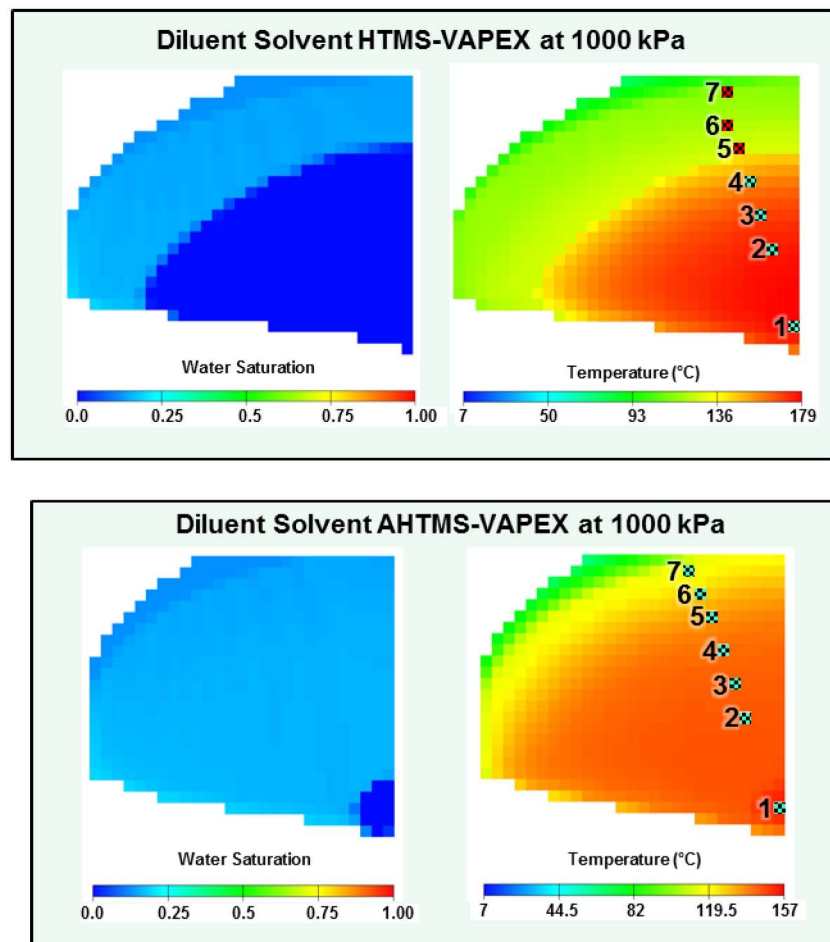 Diluent Solvent HTMS-VAPEX at 1000 kPa
7
6
5
4
3
2
1
Water Saturation
0.0 0.25 0.5 0.75 1.00
Temperature (°C)
7 50 93 136 179
Diluent Solvent AHTMS-VAPEX at 1000 kPa
7
6
5
4
3
2
1
Water Saturation
0.0 0.25 0.5 0.75 1.00
Temperature (°C)
7 44.5 82 119.5 157